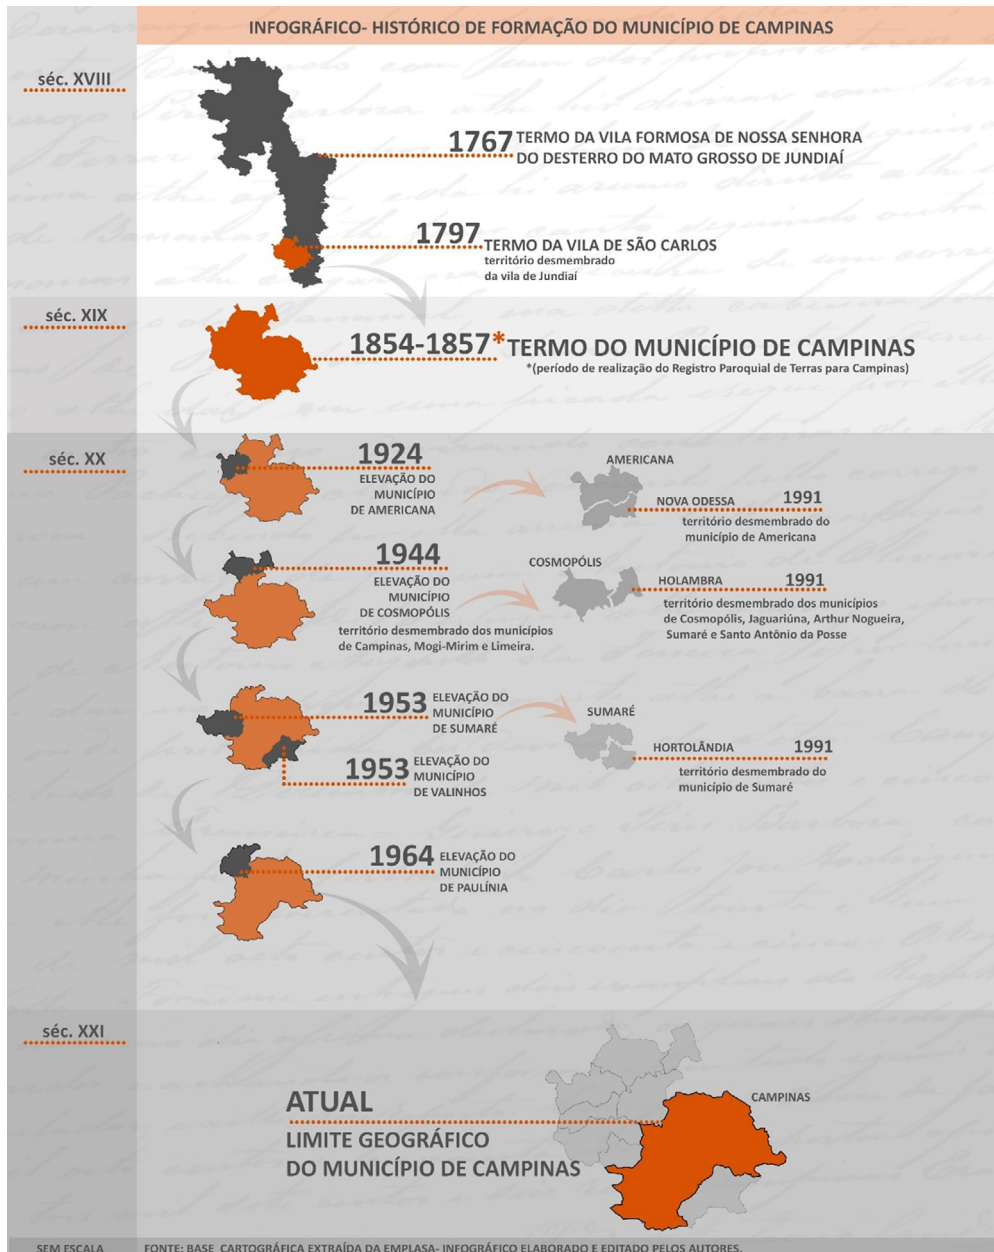 INFOGRÁFICO- HISTÓRICO DE FORMAÇÃO DO MUNICÍPIO DE CAMPINAS
séc. XVIII
1767 TERMO DA VILA FORMOSA DE NOSSA SENHORA
DO DESTERRO DO MATO GROSSO DE JUNDIAÍ
1797 TERMO DA VILA DE SÃO CARLOS
território desmembrado
da vila de Jundiaí
séc. XIX
1854-1857* TERMO DO MUNICÍPIO DE CAMPINAS
*(período de realização do Registro Paroquial de Terras para Campinas)
séc. XX
1924
ELEVAÇÃO DO
MUNICÍPIO
DE AMERICANA
AMERICANA
NOVA ODESSA 1991
território desmembrado do
município de Americana
1944
ELEVAÇÃO DO
MUNICÍPIO
DE COSMOPÓLIS
território desmembrado dos municípios
de Campinas, Mogi-Mirim e Limeira.
COSMOPÓLIS
HOLAMBRA 1991
território desmembrado dos municípios
de Cosmopólis, Jaguariúna, Arthur Nogueira,
Sumaré e Santo Antônio da Posse
1953 ELEVAÇÃO DO
MUNICÍPIO
DE SUMARÉ
1953 ELEVAÇÃO DO
MUNICÍPIO
DE VALINHOS
SUMARÉ
HORTOLÂNDIA 1991
território desmembrado do
município de Sumaré
1964 ELEVAÇÃO DO
MUNICÍPIO
DE PAULÍNIA
séc. XXI
ATUAL
LIMITE GEOGRÁFICO
DO MUNICÍPIO DE CAMPINAS
CAMPINAS
SEM ESCALA
FONTE: BASE CARTOGRÁFICA EXTRAÍDA DA EMPLASA- INFOGRÁFICO ELABORADO E EDITADO PELOS AUTORES.